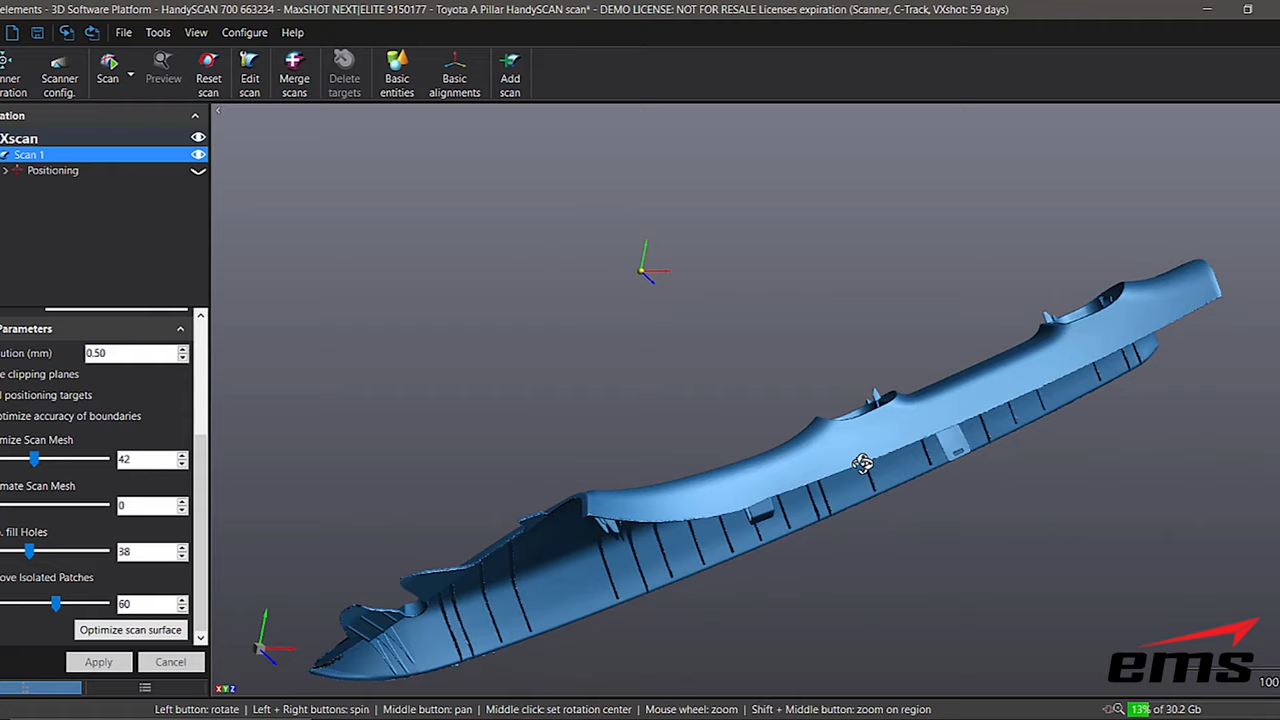 elements - 3D Software Platform - HandySCAN 700 663234 - MaxSHOT NEXT|ELITE 9150177 - Toyota A Pillar HandySCAN scan* - DEMO LICENSE: NOT FOR RESALE Licenses expiration (Scanner, C-Track, VXshot: 59 days)
File Tools View Configure Help
nner ration
Scanner config.
Scan
Preview
Reset scan
Edit scan
Merge scans
Delete targets
Basic entities
Basic alignments
Add scan
ation
Xscan
Scan 1
Positioning
Parameters
ution (mm) 0.50
e clipping planes
l positioning targets
ptimize accuracy of boundaries
mize Scan Mesh
42
mate Scan Mesh
0
o. fill Holes
38
ove Isolated Patches
60
Optimize scan surface
Apply Cancel
X Y Z
ems
100
Left button: rotate | Left + Right buttons: spin | Middle button: pan | Middle click: set rotation center | Mouse wheel: zoom | Shift + Middle button: zoom on region
13% of 30.2 Gb